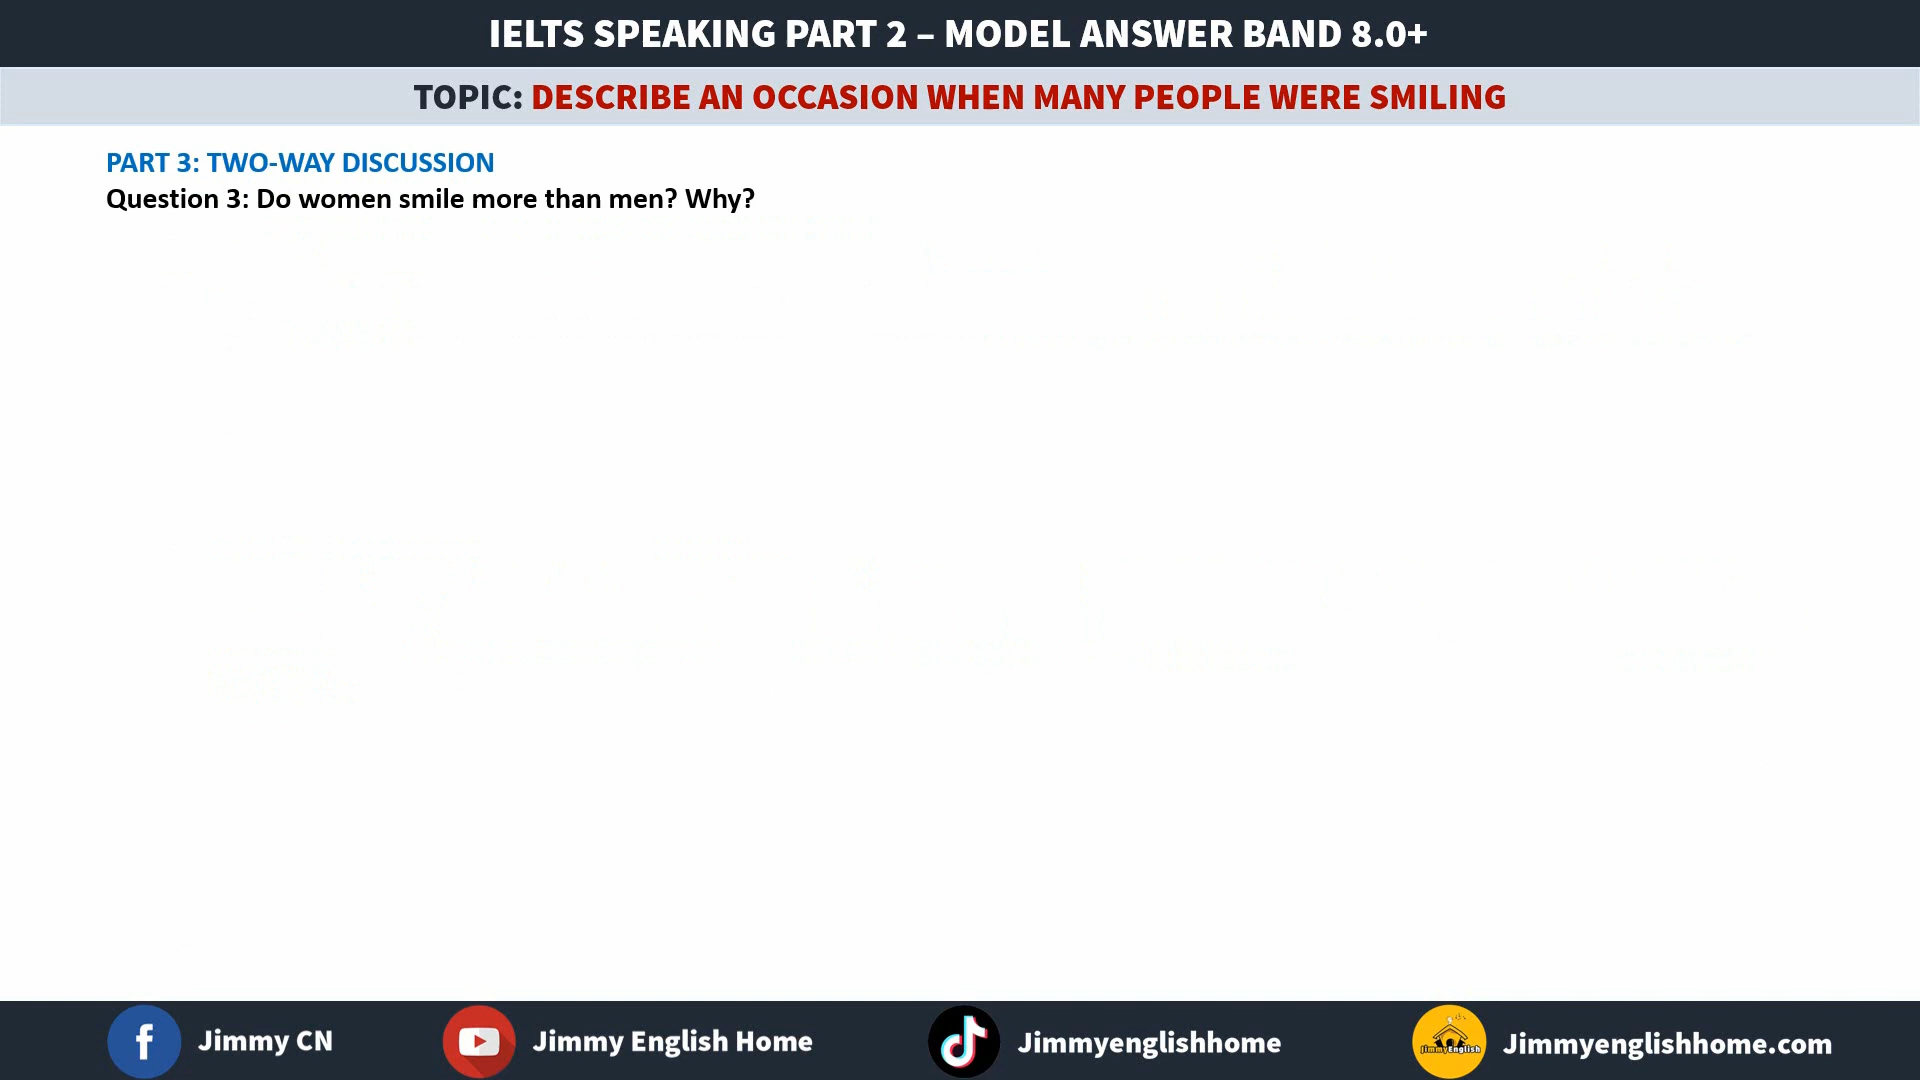 IELTS SPEAKING PART 2 – MODEL ANSWER BAND 8.0+
TOPIC: DESCRIBE AN OCCASION WHEN MANY PEOPLE WERE SMILING
PART 3: TWO-WAY DISCUSSION
Question 3: Do women smile more than men? Why?
Jimmy CN
Jimmy English Home
Jimmyenglishhome
JimmyEnglish
Jimmyenglishhome.com